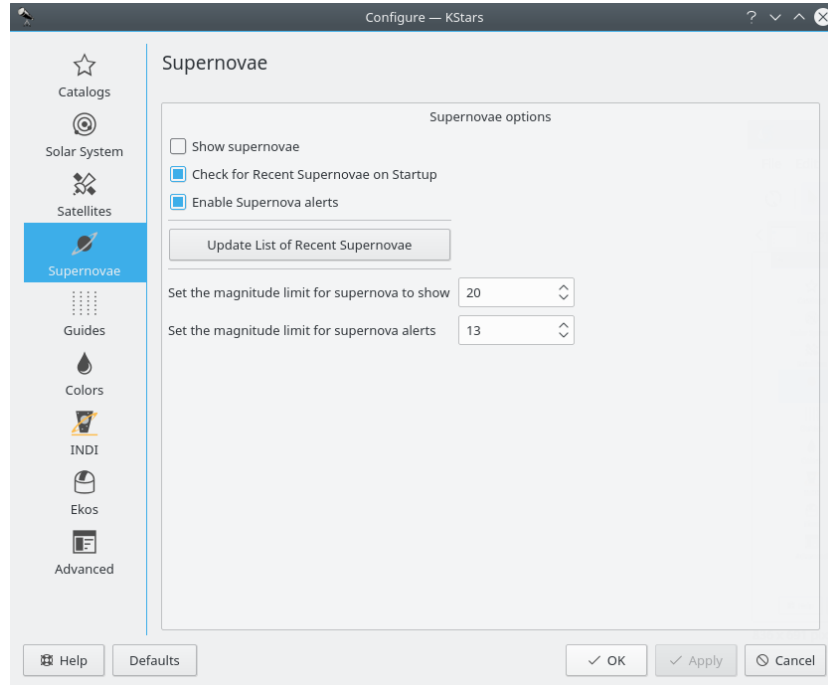 Configure — KStars
Catalogs
Solar System
Satellites
Supernovae
Guides
Colors
INDI
Ekos
Advanced
Supernovae
Supernovae options
Show supernovae
Check for Recent Supernovae on Startup
Enable Supernova alerts
Update List of Recent Supernovae
Set the magnitude limit for supernova to show 20
Set the magnitude limit for supernova alerts 13
Help Defaults OK Apply Cancel